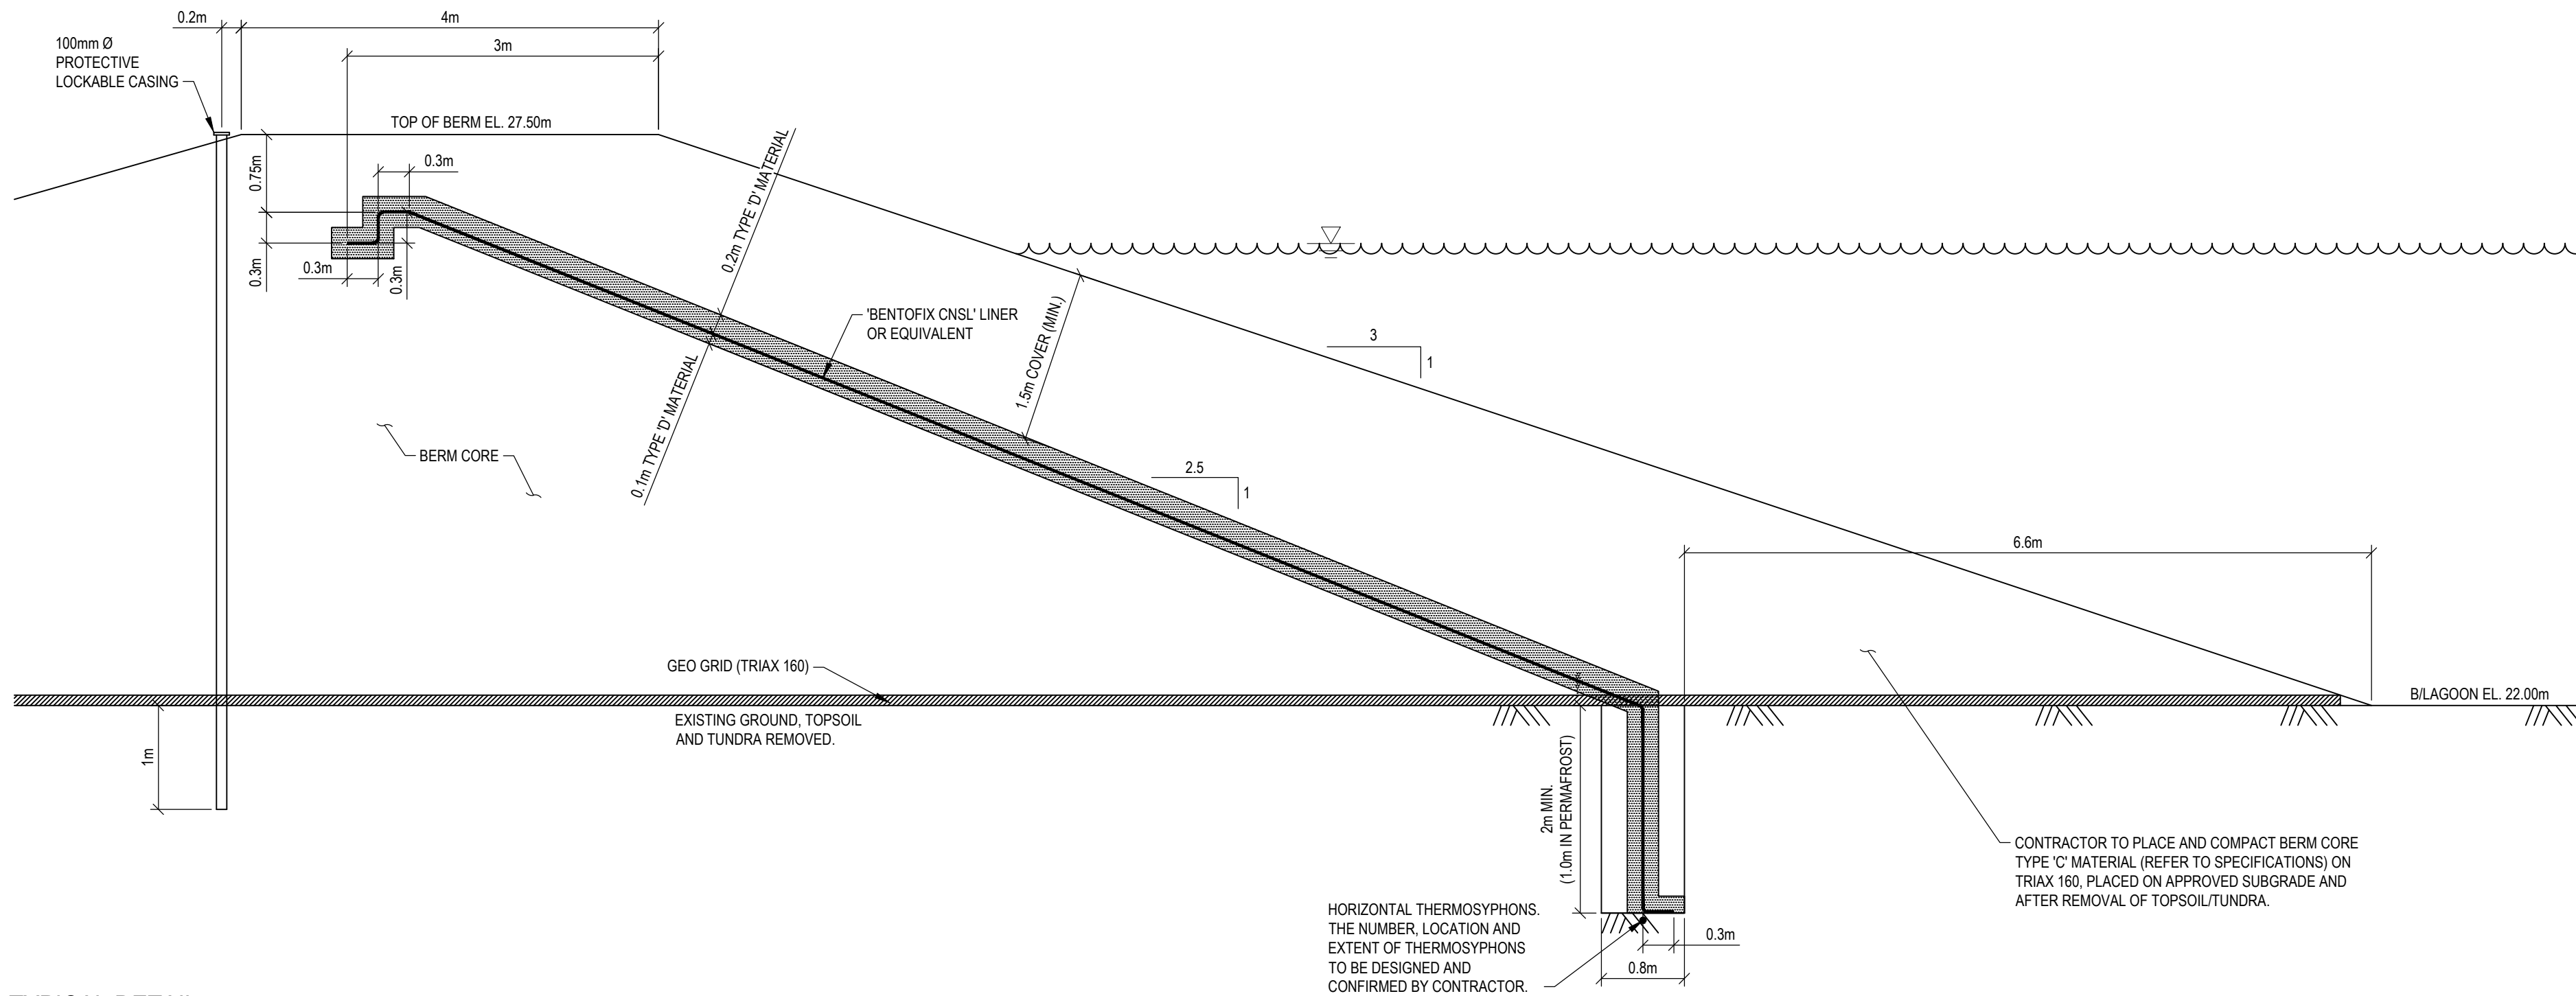 0.2m
4m
3m
100mm Ø
PROTECTIVE
LOCKABLE CASING
TOP OF BERM EL. 27.50m
0.75m
0.3m
0.3m
0.3m
0.3m
0.2m TYPE 'D' MATERIAL
0.1m TYPE 'D' MATERIAL
'BENTOFIX CNSL' LINER
OR EQUIVALENT
1.5m COVER (MIN.)
3
1
BERM CORE
2.5
1
6.6m
GEO GRID (TRIAX 160)
EXISTING GROUND, TOPSOIL
AND TUNDRA REMOVED.
B/LAGOON EL. 22.00m
1m
2m MIN.
(1.0m IN PERMAFROST)
CONTRACTOR TO PLACE AND COMPACT BERM CORE
TYPE 'C' MATERIAL (REFER TO SPECIFICATIONS) ON
TRIAX 160, PLACED ON APPROVED SUBGRADE AND
AFTER REMOVAL OF TOPSOIL/TUNDRA.
HORIZONTAL THERMOSYPHONS.
THE NUMBER, LOCATION AND
EXTENT OF THERMOSYPHONS
TO BE DESIGNED AND
CONFIRMED BY CONTRACTOR.
0.3m
0.8m